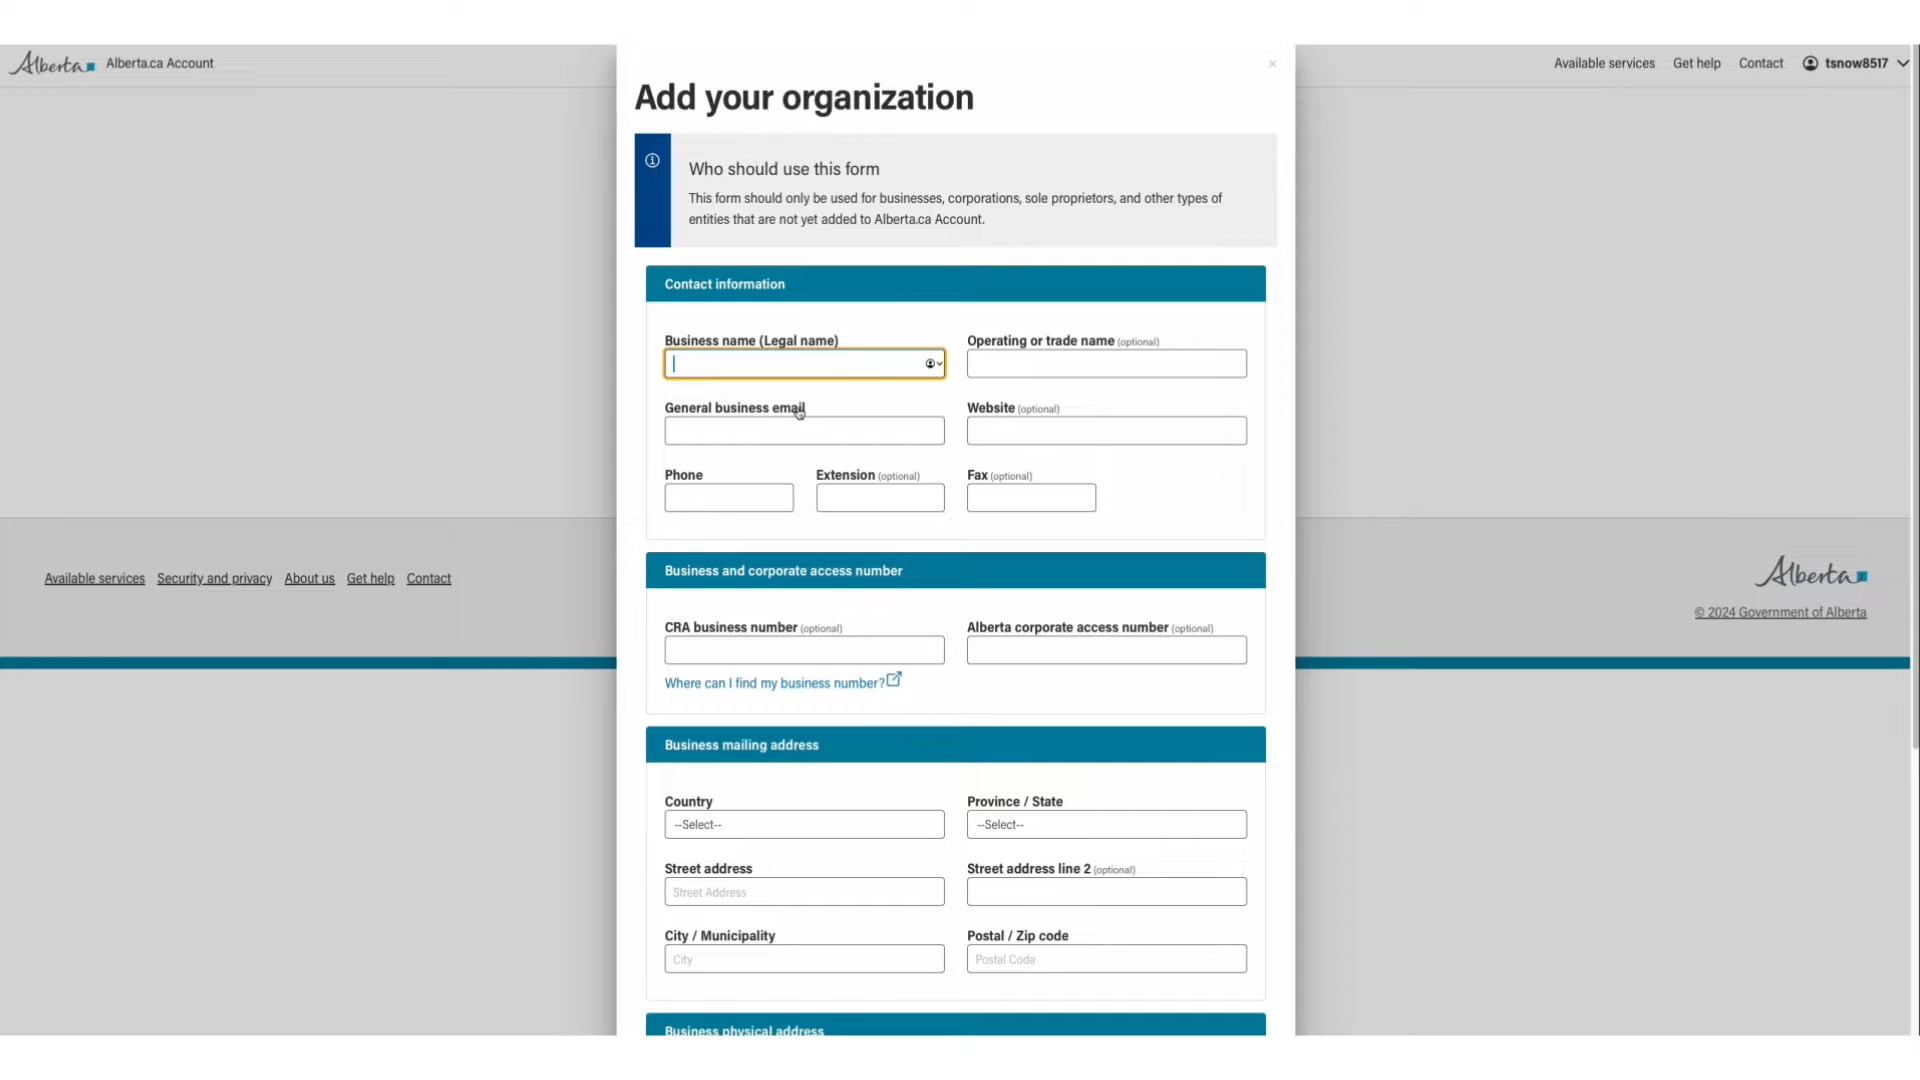 Alberta Alberta.ca Account
Available services Get help Contact tsnow8517
×
Add your organization
Who should use this form
This form should only be used for businesses, corporations, sole proprietors, and other types of
entities that are not yet added to Alberta.ca Account.
Contact information
Business name (Legal name) Operating or trade name (optional)
General business email Website (optional)
Phone Extension (optional) Fax (optional)
Business and corporate access number
CRA business number (optional) Alberta corporate access number (optional)
Where can I find my business number?
Business mailing address
Country Province / State
--Select-- --Select--
Street address Street address line 2 (optional)
Street Address
City / Municipality Postal / Zip code
City Postal Code
Business physical address
Available services Security and privacy About us Get help Contact
Alberta
© 2024 Government of Alberta